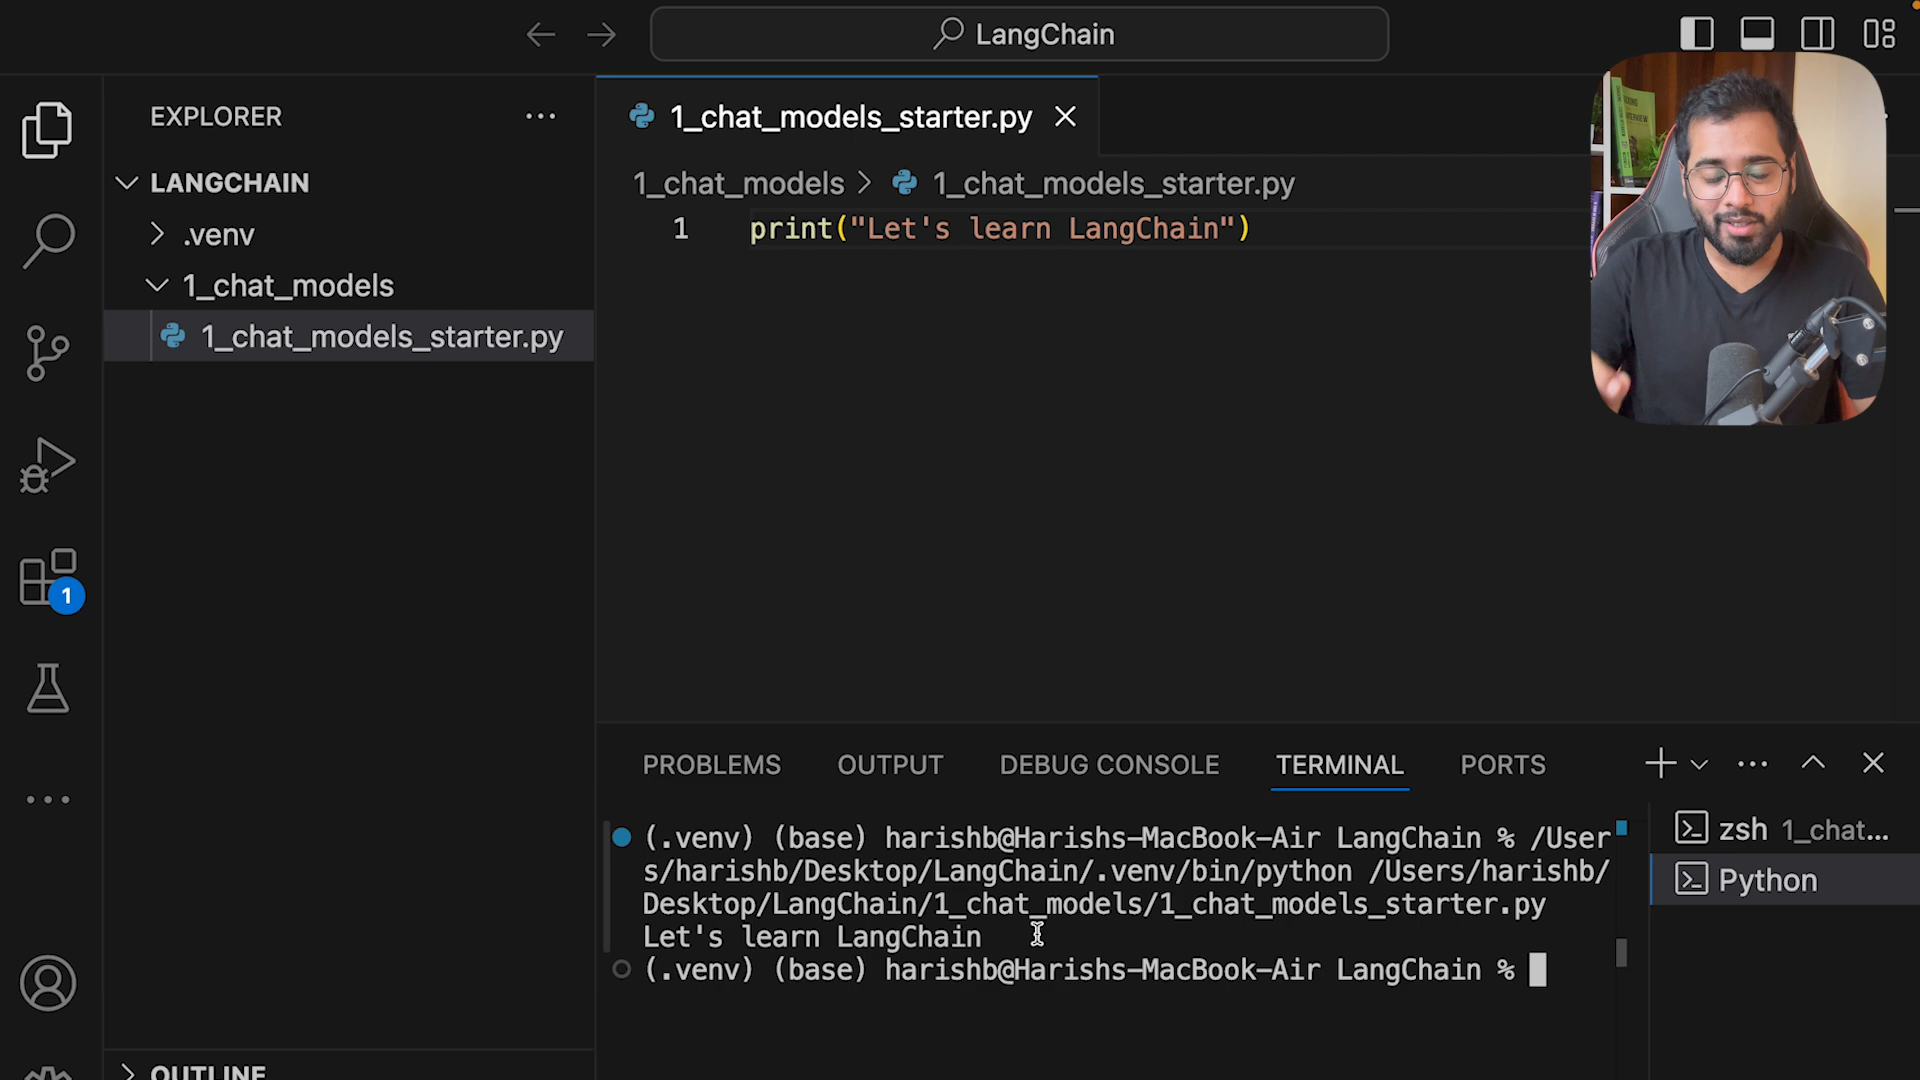 LangChain
EXPLORER
LANGCHAIN
.venv
1_chat_models
1_chat_models_starter.py
1_chat_models_starter.py
1_chat_models > 1_chat_models_starter.py
1 print("Let's learn LangChain")
1
PROBLEMS OUTPUT DEBUG CONSOLE TERMINAL PORTS
(.venv) (base) harishb@Harishs-MacBook-Air LangChain % /User
s/harishb/Desktop/LangChain/.venv/bin/python /Users/harishb/
Desktop/LangChain/1_chat_models/1_chat_models_starter.py
Let's learn LangChain
(.venv) (base) harishb@Harishs-MacBook-Air LangChain %
zsh 1_chat...
Python
OUTLINE